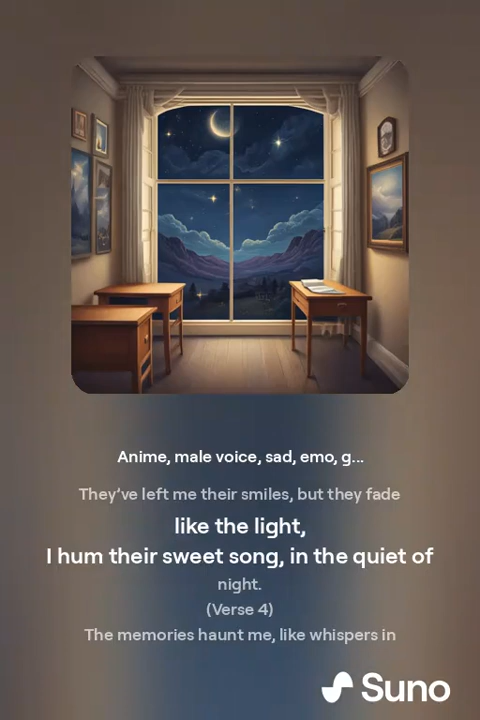 Anime, male voice, sad, emo, g...
They've left me their smiles, but they fade
like the light,
I hum their sweet song, in the quiet of
night.
(Verse 4)
The memories haunt me, like whispers in
Suno